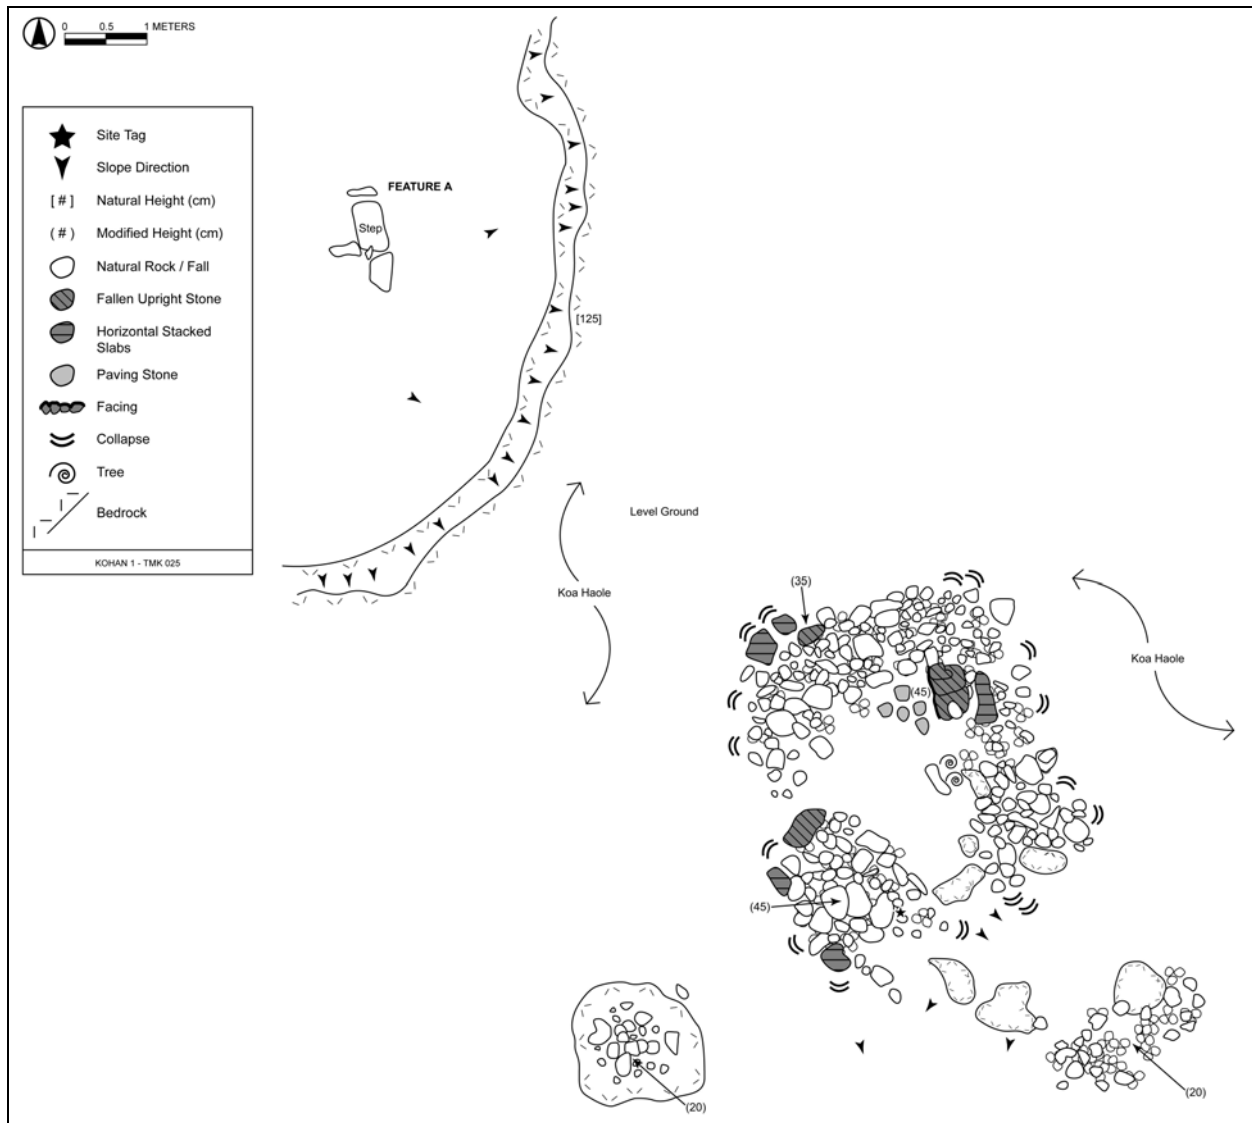 0 0.5 1 METERS
Site Tag
Slope Direction
[ # ] Natural Height (cm)
( # ) Modified Height (cm)
Natural Rock / Fall
Fallen Upright Stone
Horizontal Stacked
Slabs
Paving Stone
Facing
Collapse
Tree
Bedrock
KOHAN 1 - TMK 025
FEATURE A
Step
[125]
Level Ground
Koa Haole
(35)
Koa Haole
(45)
(45)
(20)
(20)